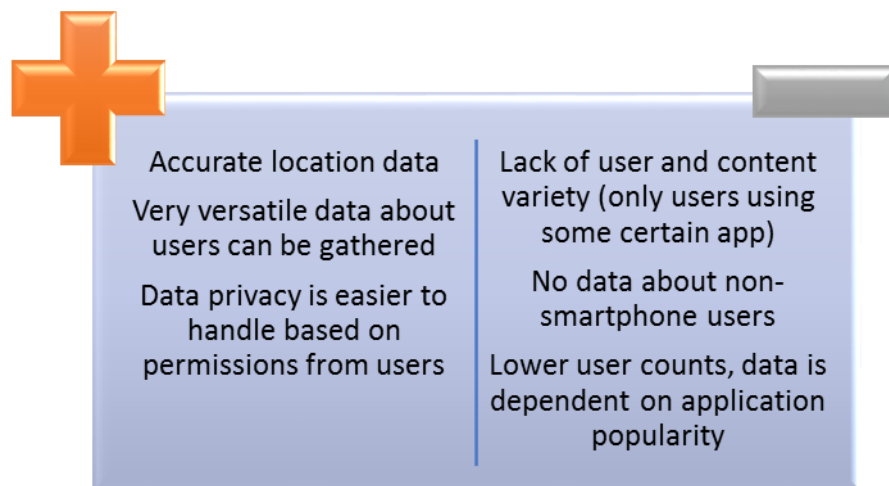 Accurate location data
Very versatile data about
users can be gathered
Data privacy is easier to
handle based on
permissions from users
Lack of user and content
variety (only users using
some certain app)
No data about non-
smartphone users
Lower user counts, data is
dependent on application
popularity